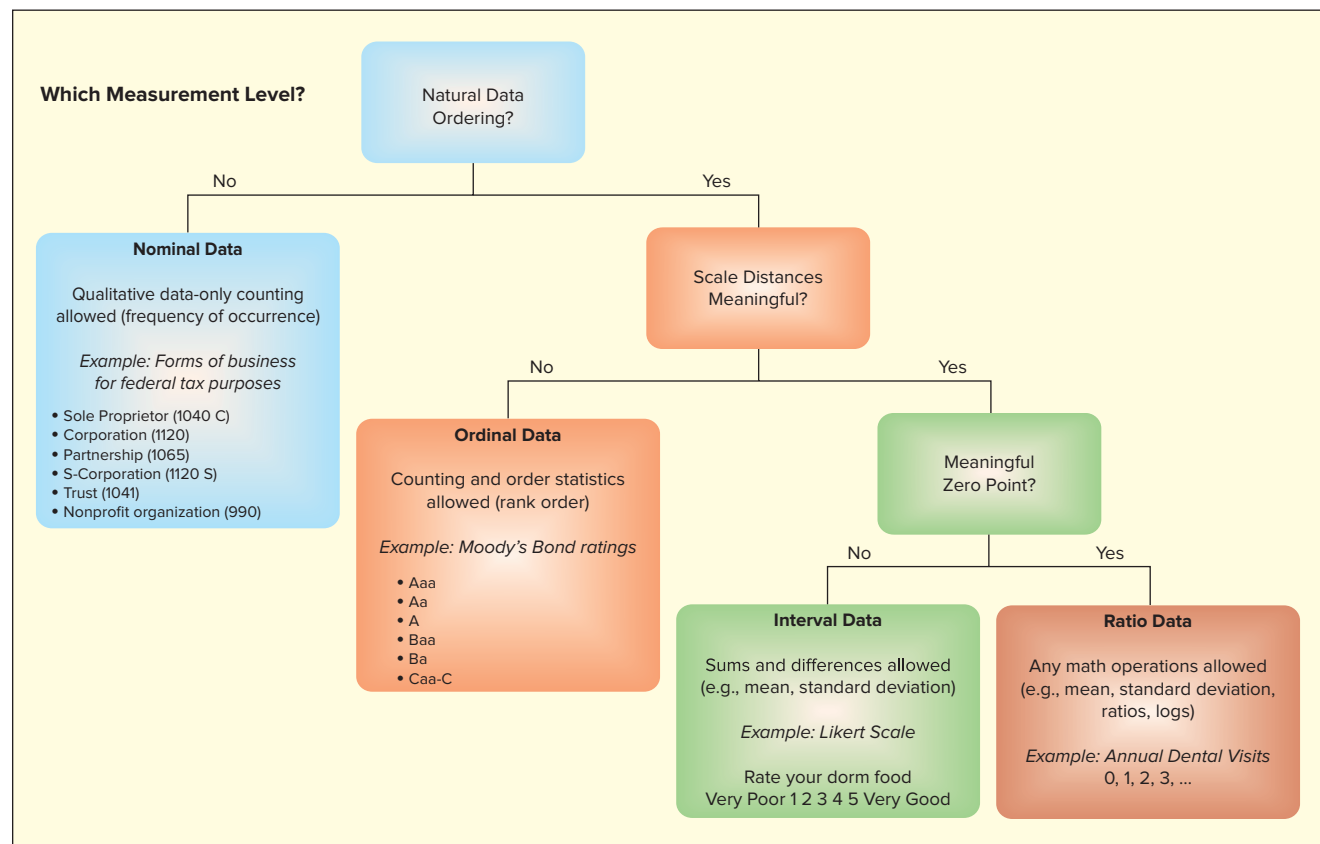 Which Measurement Level?
Natural Data
Ordering?
No
Yes
Nominal Data
Qualitative data-only counting
allowed (frequency of occurrence)
Example: Forms of business
for federal tax purposes
• Sole Proprietor (1040 C)
• Corporation (1120)
• Partnership (1065)
• S-Corporation (1120 S)
• Trust (1041)
• Nonprofit organization (990)
Scale Distances
Meaningful?
No
Yes
Ordinal Data
Counting and order statistics
allowed (rank order)
Example: Moody's Bond ratings
• Aaa
• Aa
• A
• Baa
• Ba
• Caa-C
Meaningful
Zero Point?
No
Yes
Interval Data
Sums and differences allowed
(e.g., mean, standard deviation)
Example: Likert Scale
Rate your dorm food
Very Poor 1 2 3 4 5 Very Good
Ratio Data
Any math operations allowed
(e.g., mean, standard deviation,
ratios, logs)
Example: Annual Dental Visits
0, 1, 2, 3, ...